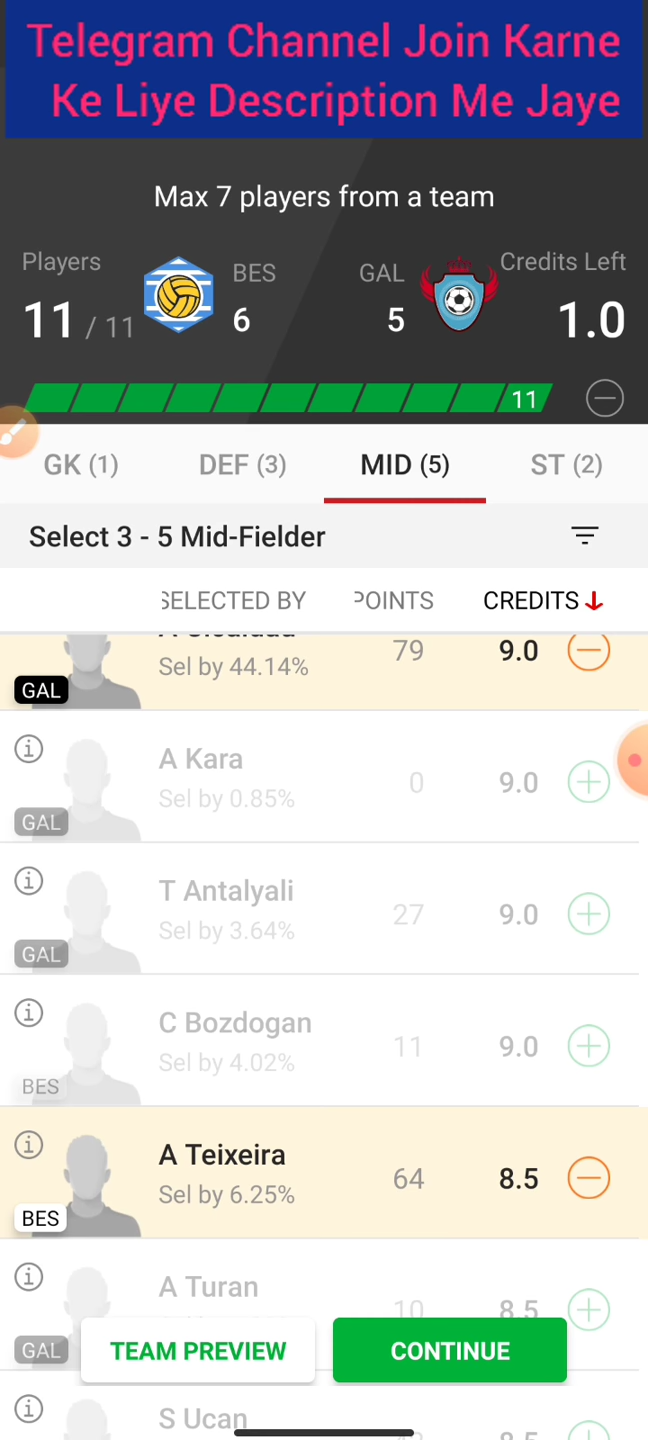 Telegram Channel Join Karne
Ke Liye Description Me Jaye
Max 7 players from a team
Players
BES
GAL
Credits Left
11 / 11
6
5
1.0
11
GK (1)
DEF (3)
MID (5)
ST (2)
Select 3 - 5 Mid-Fielder
SELECTED BY
POINTS
CREDITS
Sel by 44.14%
79
9.0
GAL
A Kara
Sel by 0.85%
0
9.0
GAL
T Antalyali
Sel by 3.64%
27
9.0
GAL
C Bozdogan
Sel by 4.02%
11
9.0
BES
A Teixeira
Sel by 6.25%
64
8.5
BES
A Turan
10
8.5
GAL
TEAM PREVIEW
CONTINUE
S Ucan